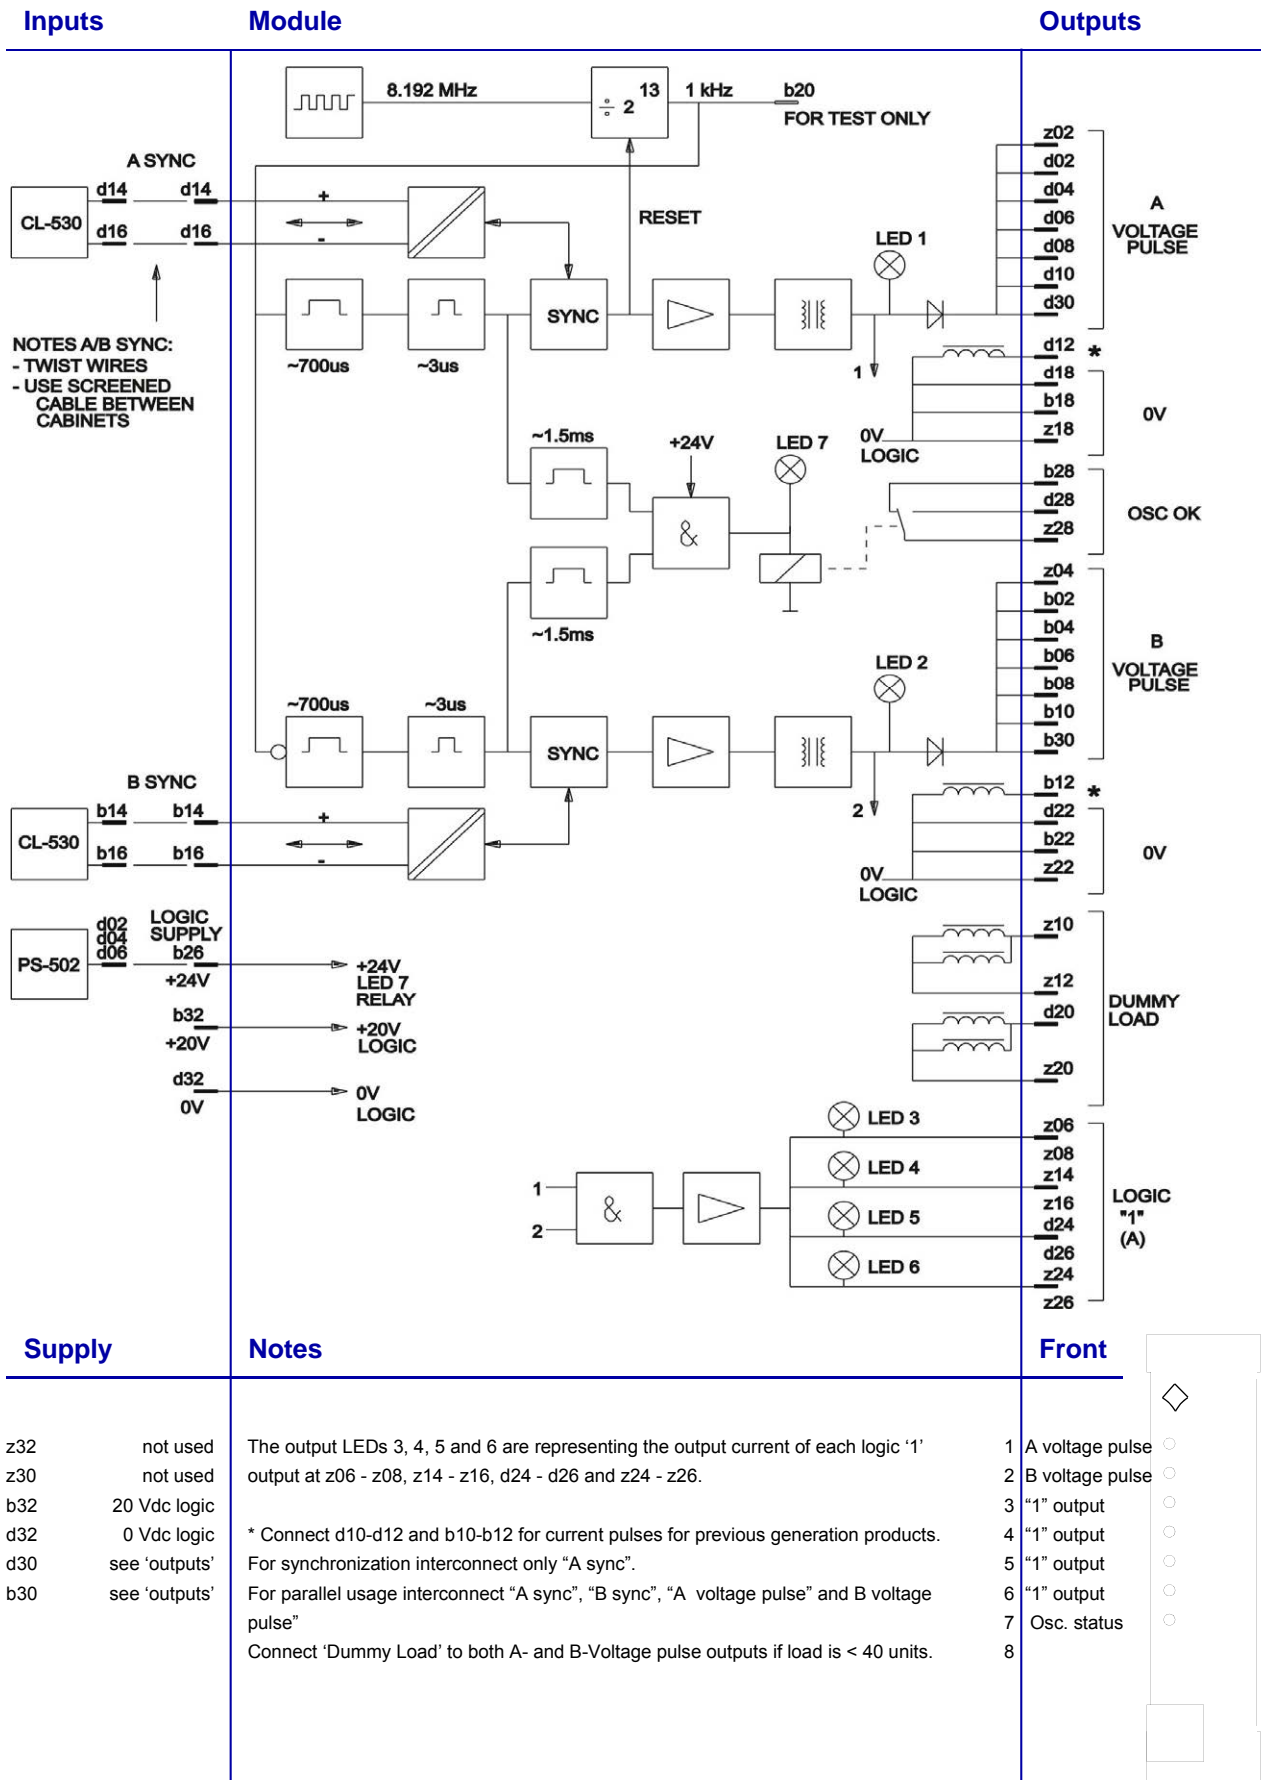 Inputs Module Outputs
8.192 MHz ÷ 2 13 1 kHz b20
FOR TEST ONLY
A SYNC
CL-530 d14 d14 +
d16 d16 -
RESET
NOTES A/B SYNC:
- TWIST WIRES
- USE SCREENED
CABLE BETWEEN
CABINETS
~700us ~3us SYNC
LED 1
1
z02
d02
d04
d06
d08
d10
d30
A
VOLTAGE
PULSE
d12 *
d18
b18
z18
0V
0V
LOGIC
~1.5ms +24V LED 7
&
~1.5ms
b28
d28
z28
OSC OK
z04
b02
b04
b06
b08
b10
b30
B
VOLTAGE
PULSE
LED 2
~700us ~3us SYNC
2
B SYNC
CL-530 b14 b14 +
b16 b16 -
b12 *
d22
b22
z22
0V
0V
LOGIC
PS-502
d02
d04
d06
LOGIC
SUPPLY
b26
+24V
+24V
LED 7
RELAY
b32
+20V
+20V
LOGIC
d32
0V
0V
LOGIC
z10
z12
d20
z20
DUMMY
LOAD
1
2
&
LED 3
LED 4
LED 5
LED 6
z06
z08
z14
z16
d24
d26
z24
z26
LOGIC
"1"
(A)
Supply Notes Front
z32 not used
z30 not used
b32 20 Vdc logic
d32 0 Vdc logic
d30 see ‘outputs’
b30 see ‘outputs’
The output LEDs 3, 4, 5 and 6 are representing the output current of each logic ‘1’
output at z06 - z08, z14 - z16, d24 - d26 and z24 - z26.
* Connect d10-d12 and b10-b12 for current pulses for previous generation products.
For synchronization interconnect only “A sync”.
For parallel usage interconnect “A sync”, “B sync”, “A voltage pulse” and B voltage
pulse”
Connect ‘Dummy Load’ to both A- and B-Voltage pulse outputs if load is < 40 units.
1 A voltage pulse
2 B voltage pulse
3 “1” output
4 “1” output
5 “1” output
6 “1” output
7 Osc. status
8